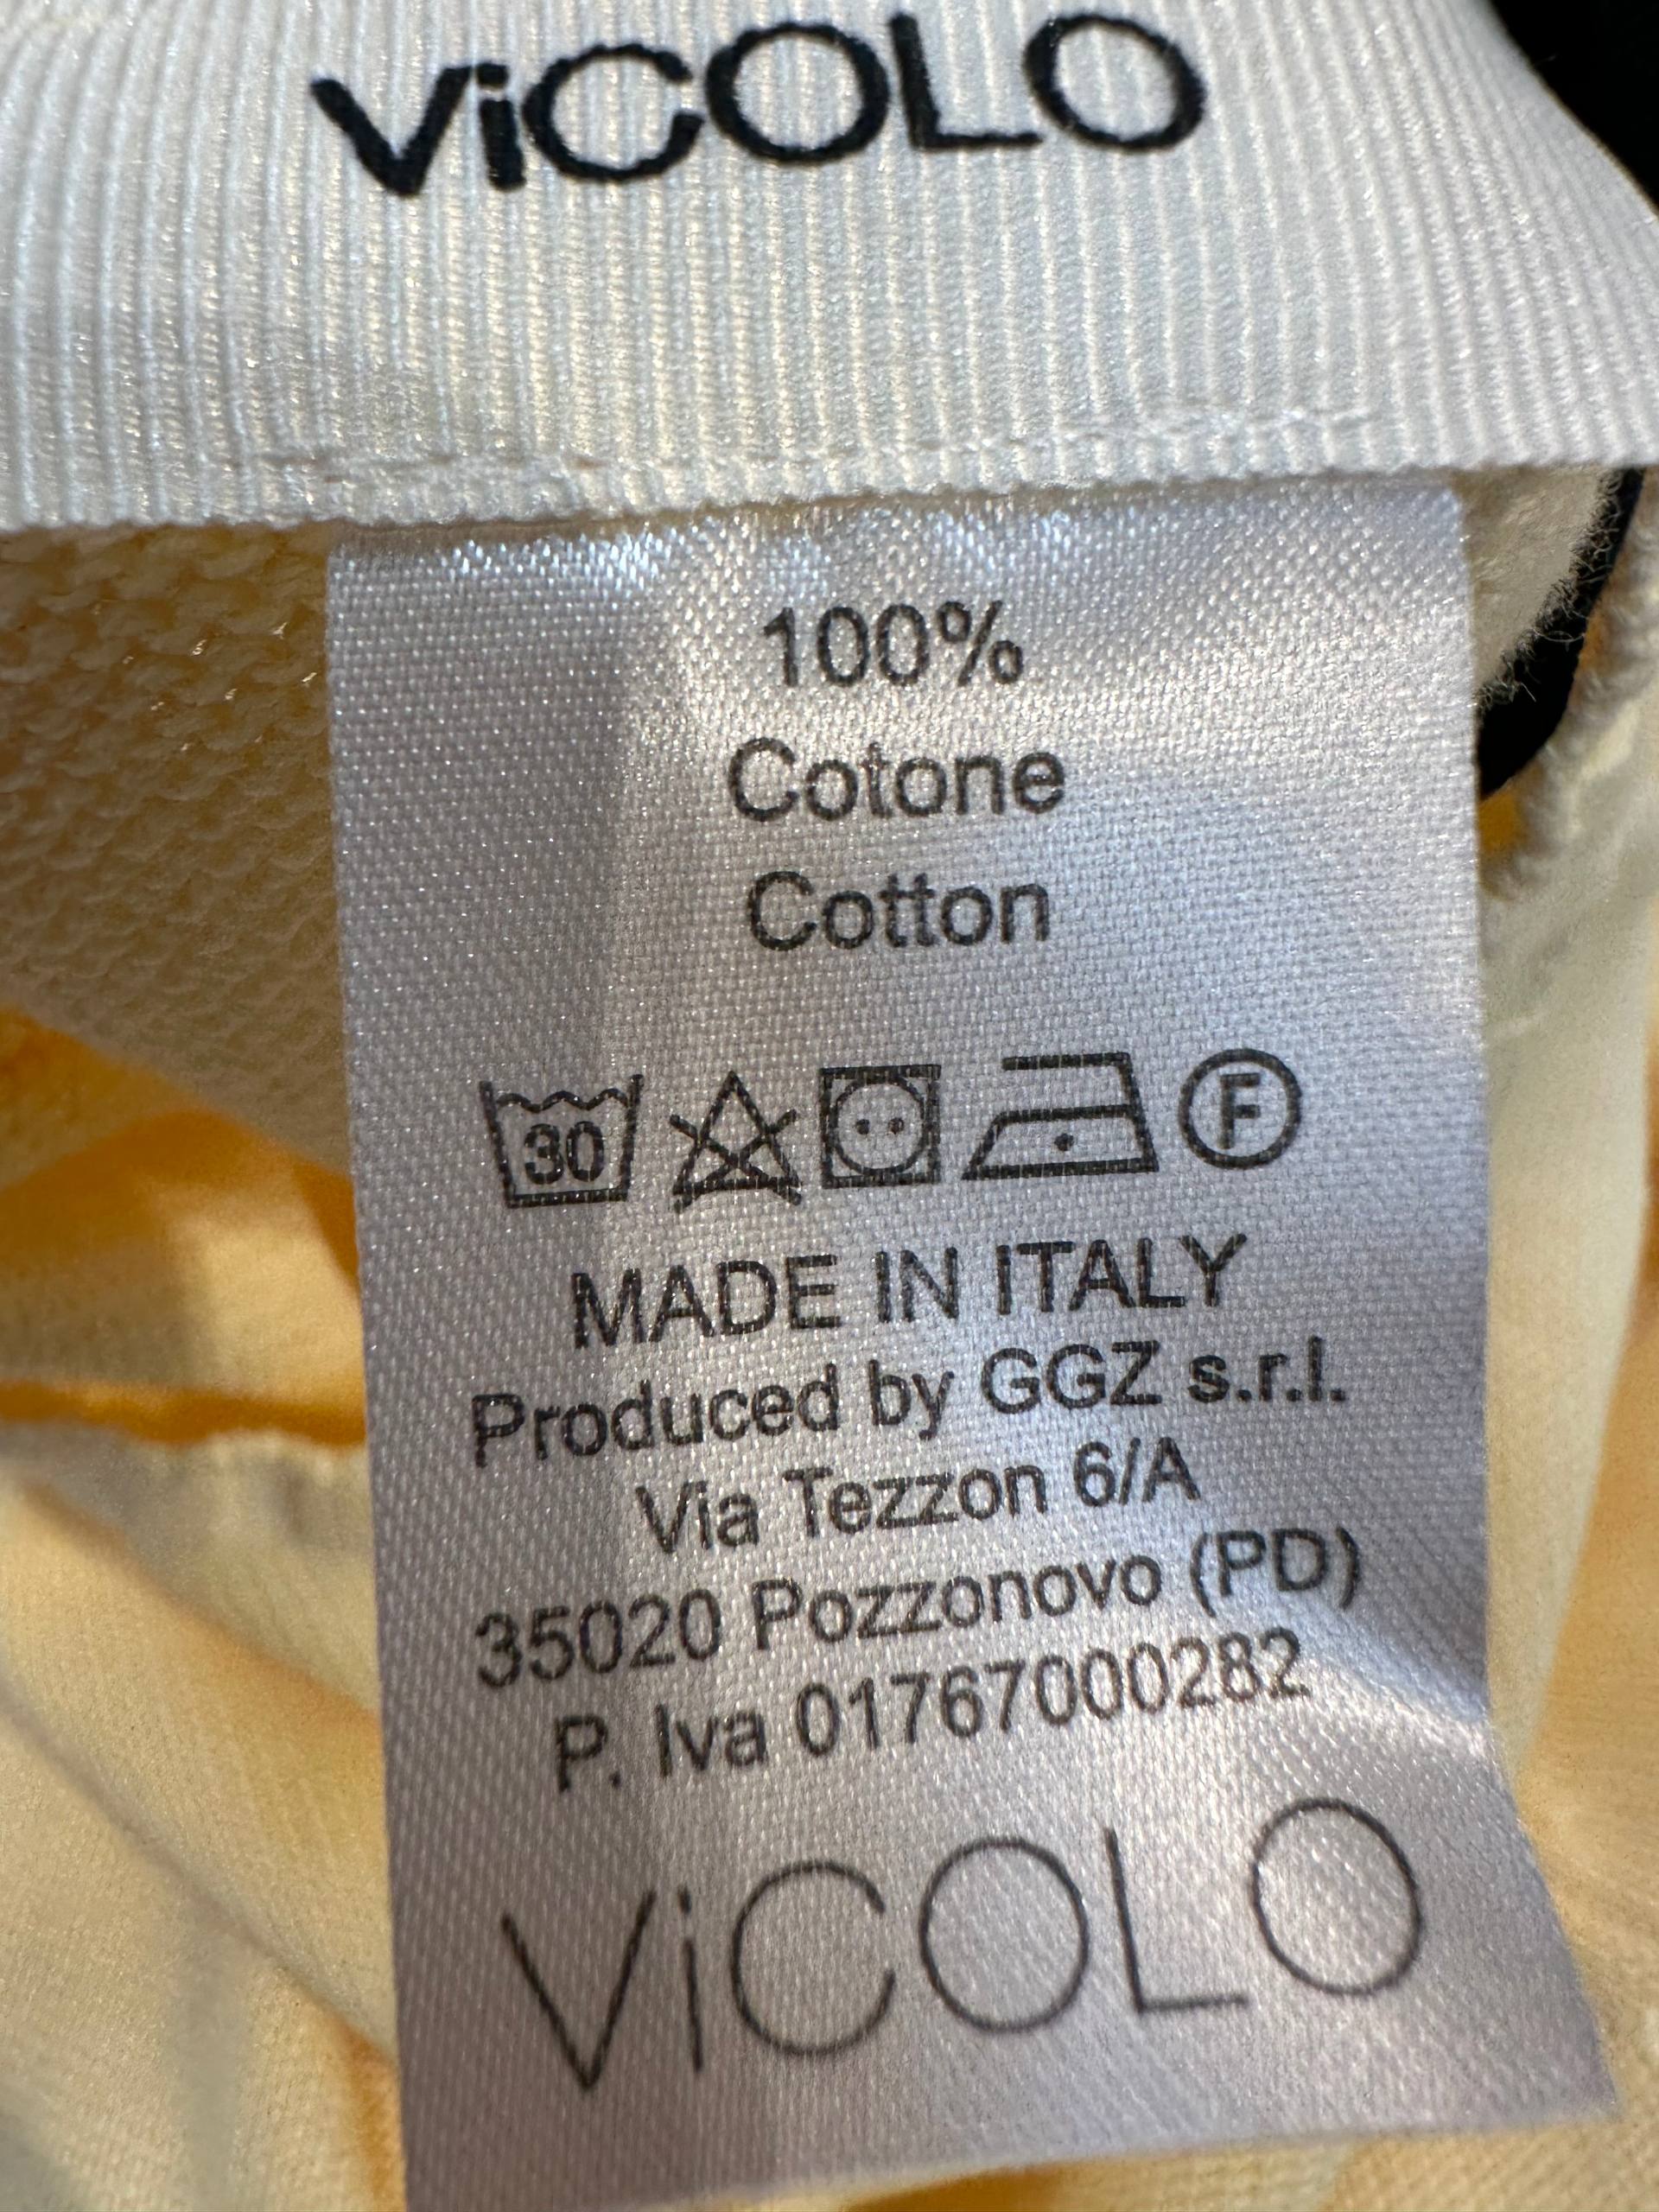 ViCOLO
100%
Cotone
Cotton
30 F
MADE IN ITALY
Produced by GGZ s.r.l.
Via Tezzon 6/A
35020 Pozzonovo (PD)
P. Iva 01767000282
ViCOLO